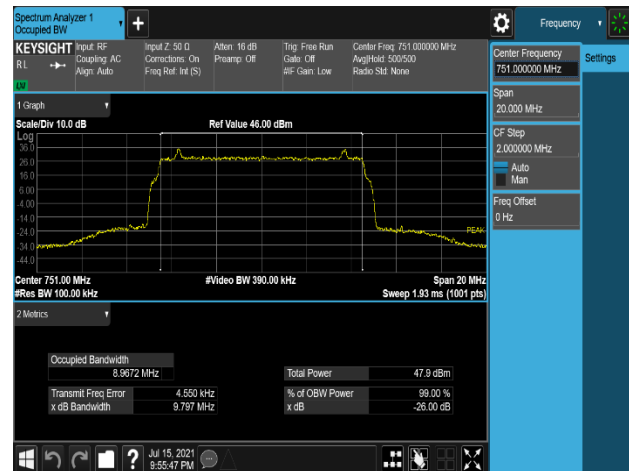 Spectrum Analyzer 1
Occupied BW
+
Frequency
KEYSIGHT
RL
LXI
Input: RF
Coupling: AC
Align: Auto
Input Z: 50 Ω
Corrections: On
Freq Ref: Int (S)
Atten: 16 dB
Preamp: Off
Trig: Free Run
Gate: Off
#IF Gain: Low
Center Freq: 751.000000 MHz
Avg|Hold: 500/500
Radio Std: None
Center Frequency
751.000000 MHz
Settings
Span
20.000 MHz
CF Step
2.000000 MHz
Auto
Man
Freq Offset
0 Hz
1 Graph
Scale/Div 10.0 dB
Ref Value 46.00 dBm
Log
36.0
26.0
16.0
6.00
-4.00
-14.0
-24.0
-34.0
-44.0
PEAK
Center 751.00 MHz
#Video BW 390.00 kHz
Span 20 MHz
#Res BW 100.00 kHz
Sweep 1.93 ms (1001 pts)
2 Metrics
Occupied Bandwidth
8.9672 MHz
Total Power
47.9 dBm
Transmit Freq Error
4.550 kHz
% of OBW Power
99.00 %
x dB Bandwidth
9.797 MHz
x dB
-26.00 dB
?
Jul 15, 2021
9:55:47 PM